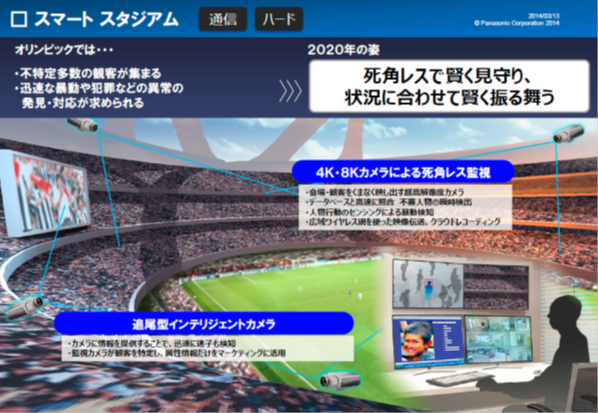 2014/03/13
© Panasonic Corporation 2014
□ スマート スタジアム 通信 ハード
オリンピックでは・・・
・不特定多数の観客が集まる
・迅速な暴動や犯罪などの異常の
発見・対応が求められる
2020年の姿
死角レスで賢く見守り、
状況に合わせて賢く振る舞う
4K・8Kカメラによる死角レス監視
・会場・観客をくまなく映し出す超高解像度カメラ
・データベースと高速に照合 不審人物の瞬時検出
・人物行動のセンシングによる暴動検知
・広域ワイヤレス網を使った映像伝送、クラウドレコーディング
追尾型インテリジェントカメラ
・カメラに情報を提供することで、迅速に迷子も検知
・監視カメラが観客を特定し、属性情報だけをマーケティングに活用